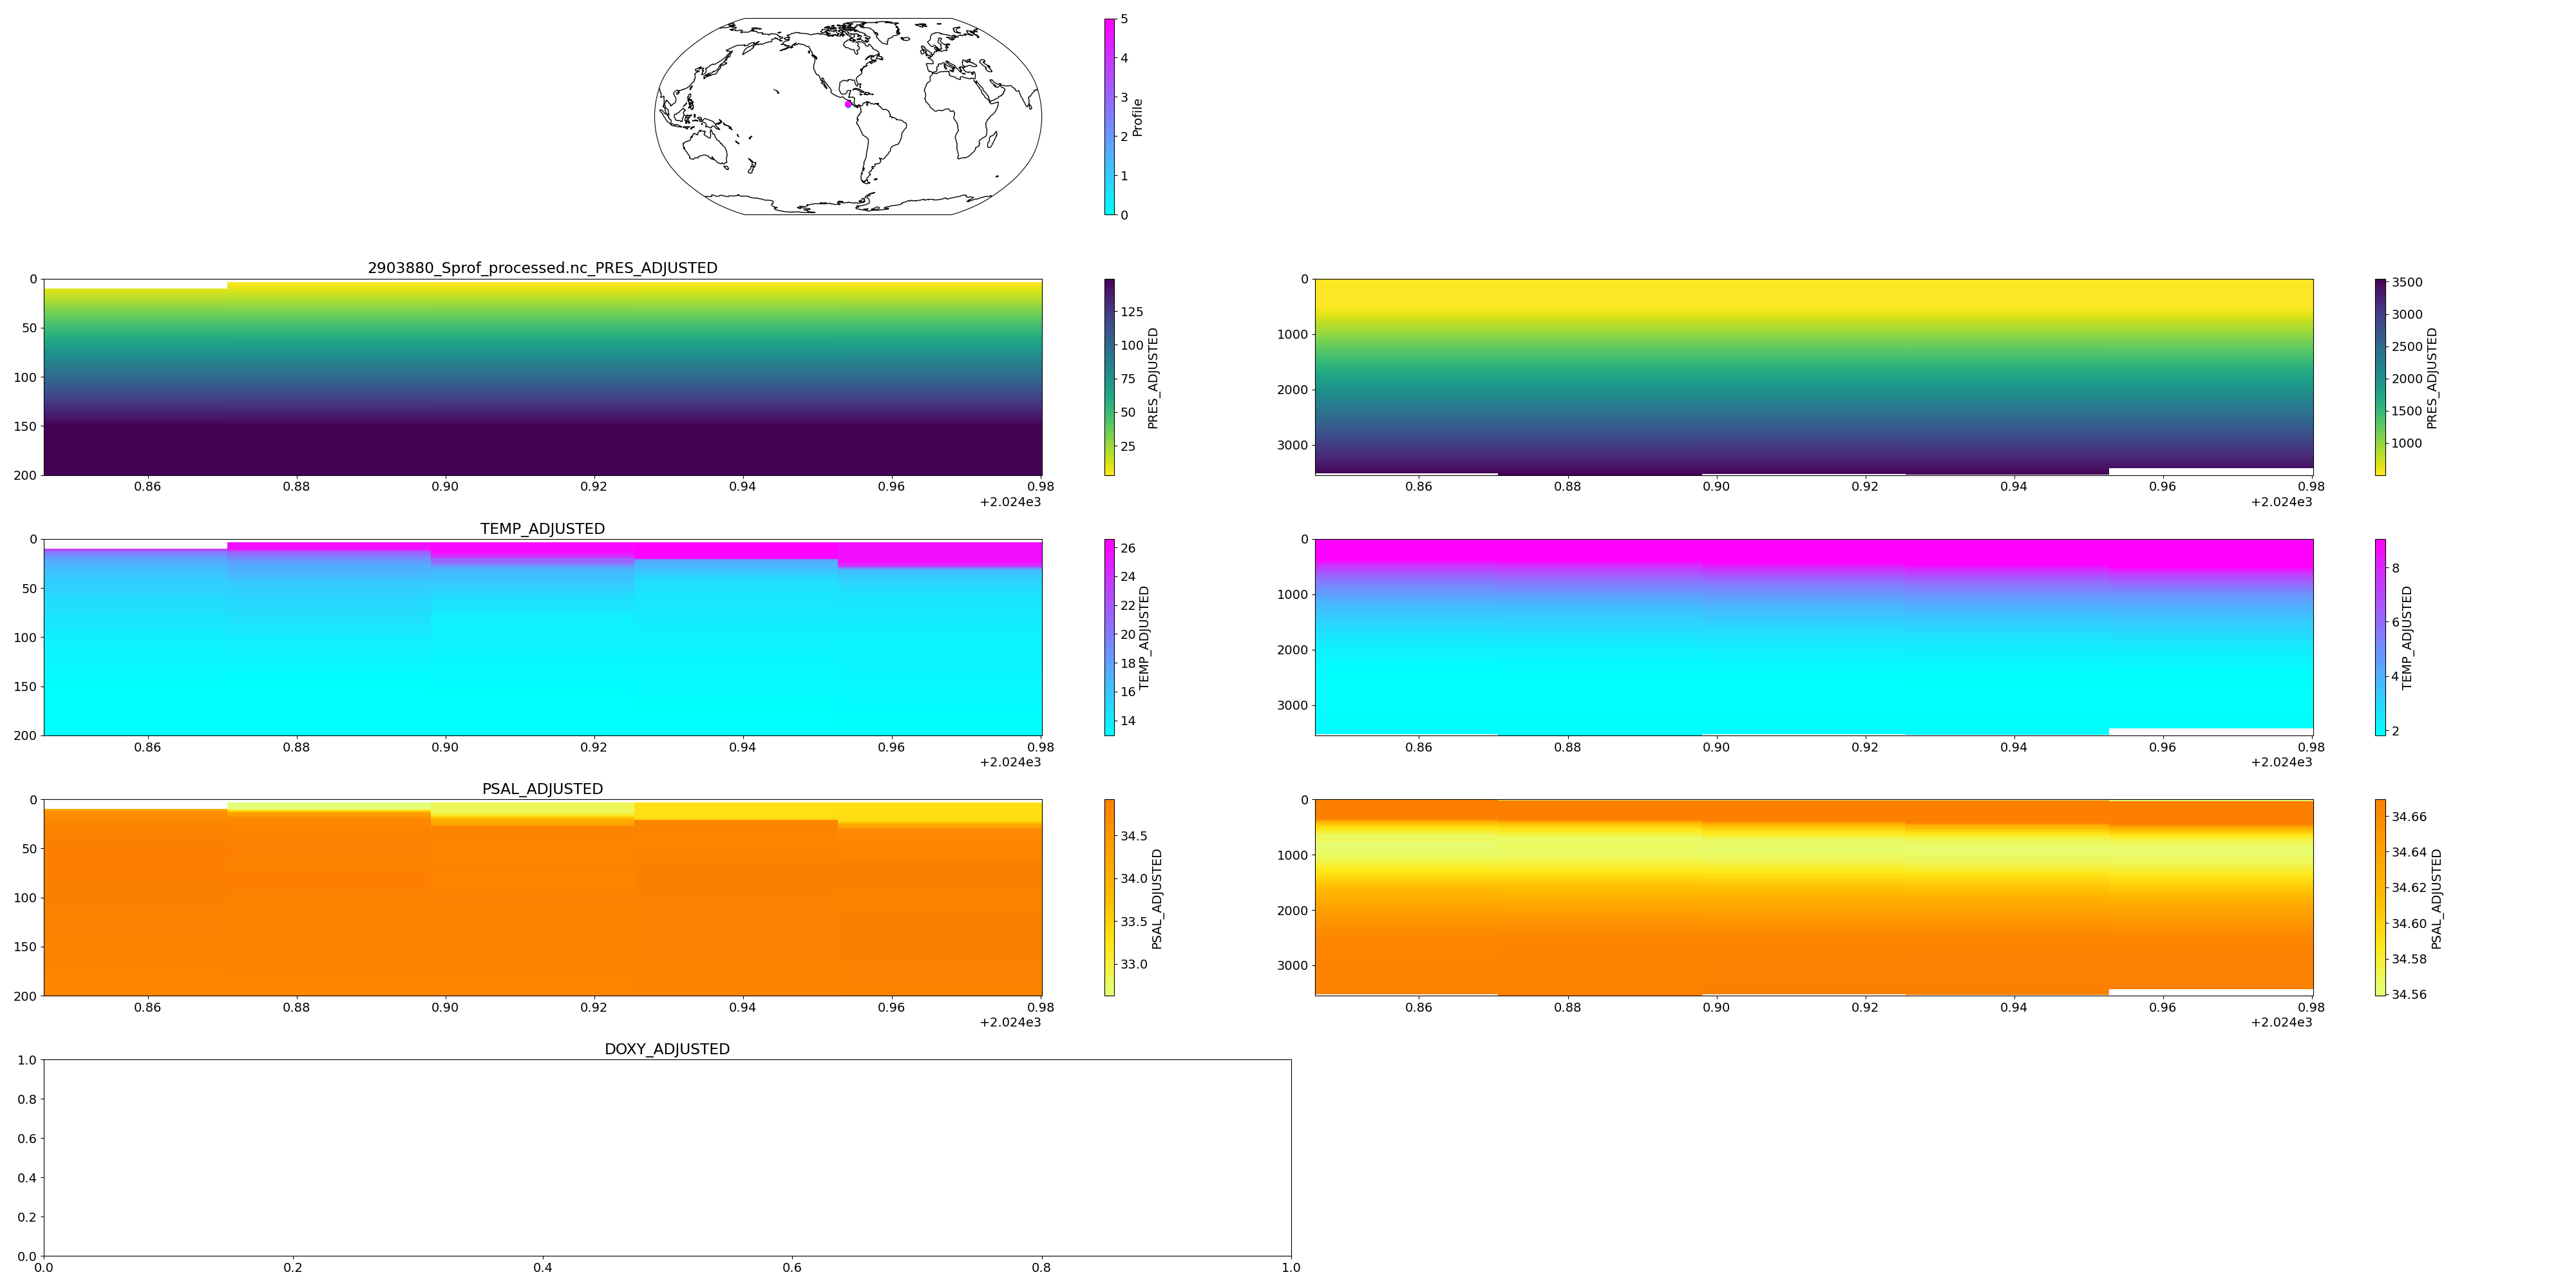 5
4
3
2
1
0
Profile
2903880_Sprof_processed.nc_PRES_ADJUSTED
0
50
100
150
200
0.86 0.88 0.90 0.92 0.94 0.96 0.98
+2.024e3
125
100
75
50
25
PRES_ADJUSTED
0
1000
2000
3000
0.86 0.88 0.90 0.92 0.94 0.96 0.98
+2.024e3
3500
3000
2500
2000
1500
1000
PRES_ADJUSTED
TEMP_ADJUSTED
0
50
100
150
200
0.86 0.88 0.90 0.92 0.94 0.96 0.98
+2.024e3
26
24
22
20
18
16
14
TEMP_ADJUSTED
0
1000
2000
3000
0.86 0.88 0.90 0.92 0.94 0.96 0.98
+2.024e3
8
6
4
2
TEMP_ADJUSTED
PSAL_ADJUSTED
0
50
100
150
200
0.86 0.88 0.90 0.92 0.94 0.96 0.98
+2.024e3
34.5
34.0
33.5
33.0
PSAL_ADJUSTED
0
1000
2000
3000
0.86 0.88 0.90 0.92 0.94 0.96 0.98
+2.024e3
34.66
34.64
34.62
34.60
34.58
34.56
PSAL_ADJUSTED
DOXY_ADJUSTED
1.0
0.8
0.6
0.4
0.2
0.0
0.0 0.2 0.4 0.6 0.8 1.0